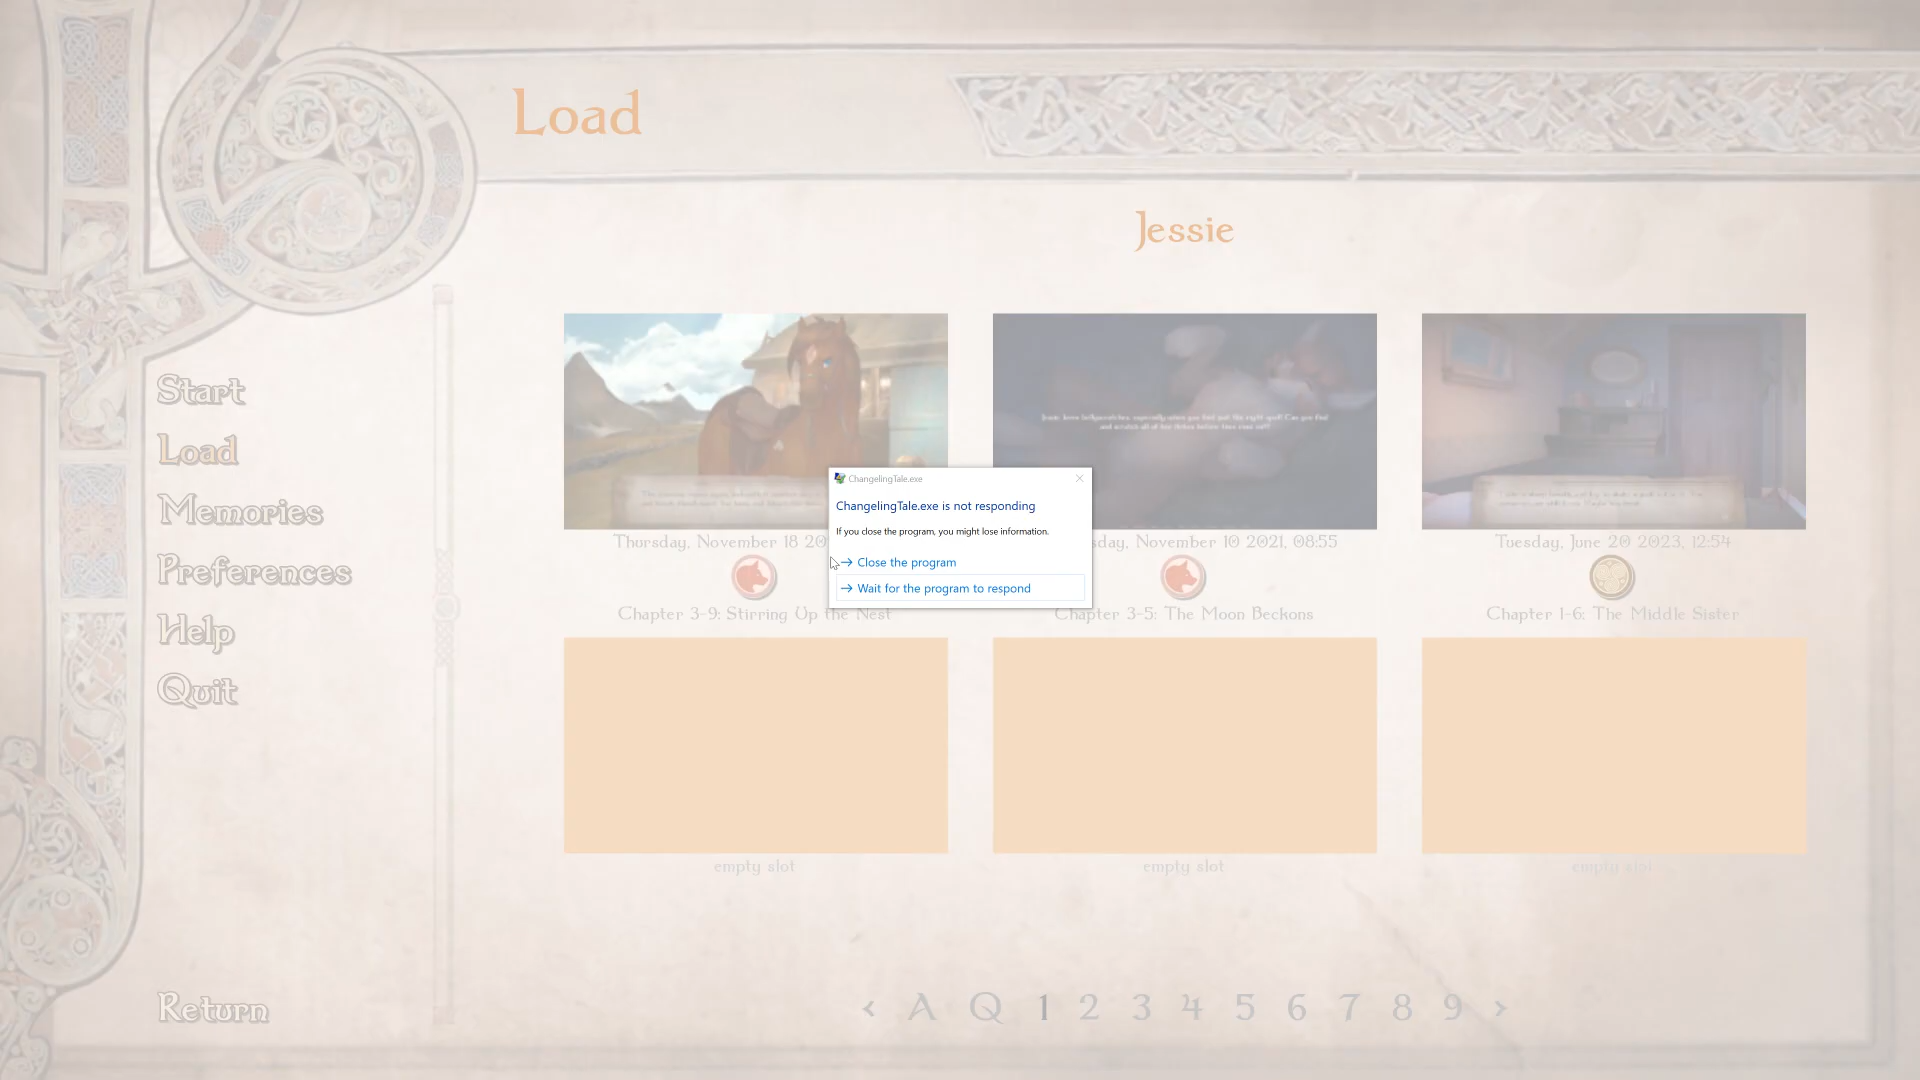 Load
Jessie
Start
Load
Memories
Preferences
Help
Quit
Return
ChangelingTale.exe
ChangelingTale.exe is not responding
If you close the program, you might lose information.
Close the program
Wait for the program to respond
Thursday, November 18 20
day, November 10 2021, 08:55
Tuesday, June 20 2023, 12:54
Chapter 3-9: Stirring Up the Nest
Chapter 3-5: The Moon Beckons
Chapter 1-6: The Middle Sister
empty slot
empty slot
empty slot
< A Q 1 2 3 4 5 6 7 8 9 >